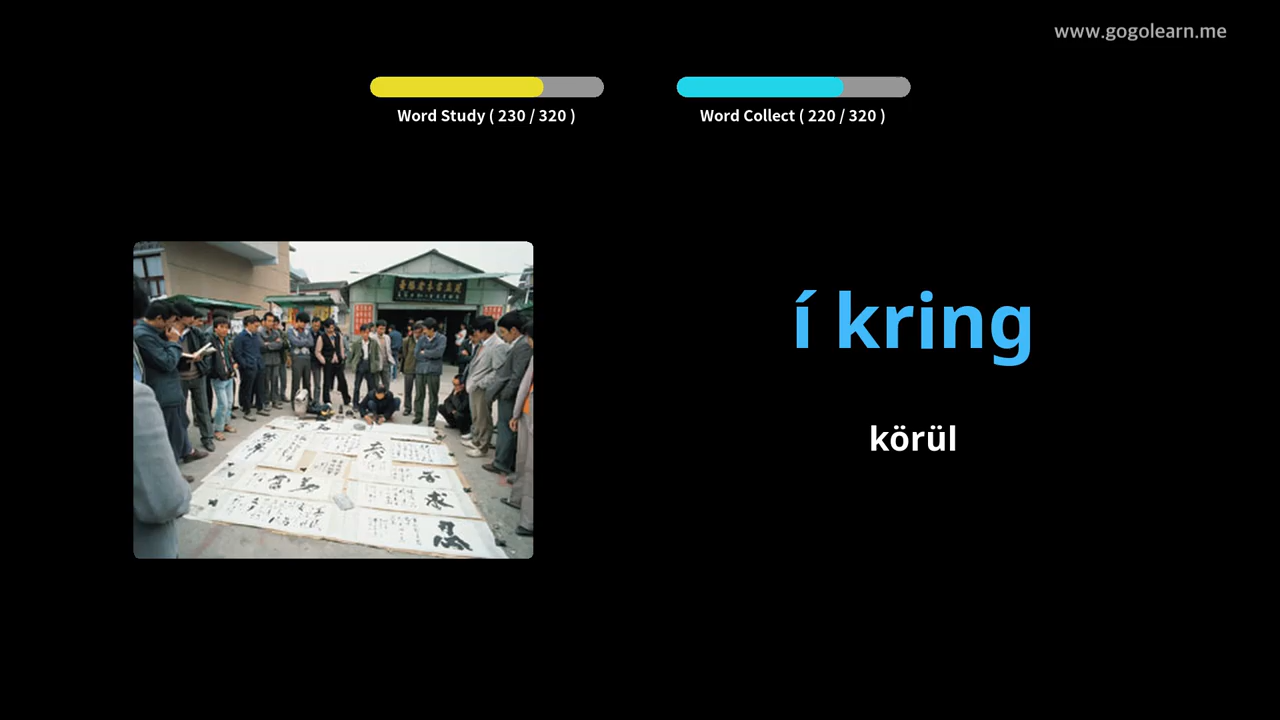 www.gogolearn.me
Word Study ( 230 / 320 )
Word Collect ( 220 / 320 )
í kring
körül